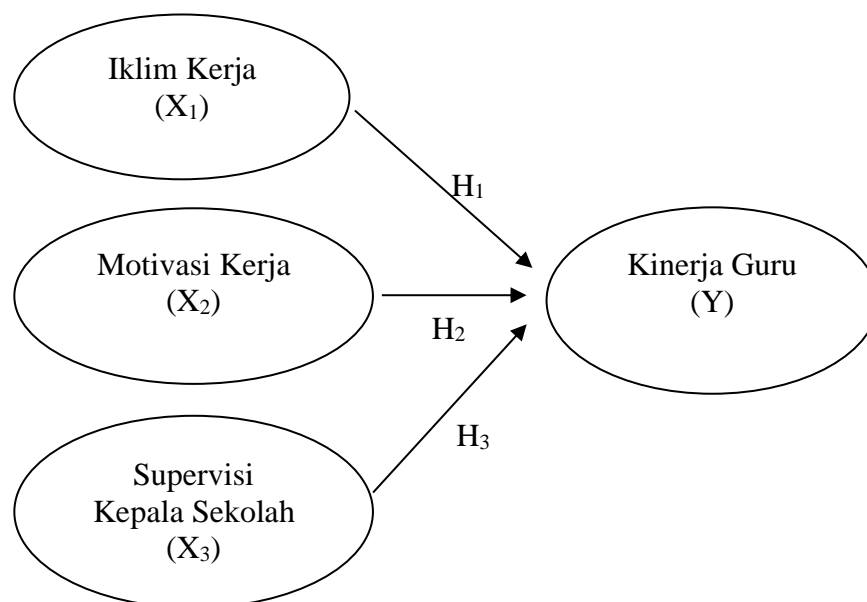 Iklim Kerja
(X₁)
H₁
Motivasi Kerja
(X₂)
H₂
Kinerja Guru
(Y)
H₃
Supervisi
Kepala Sekolah
(X₃)